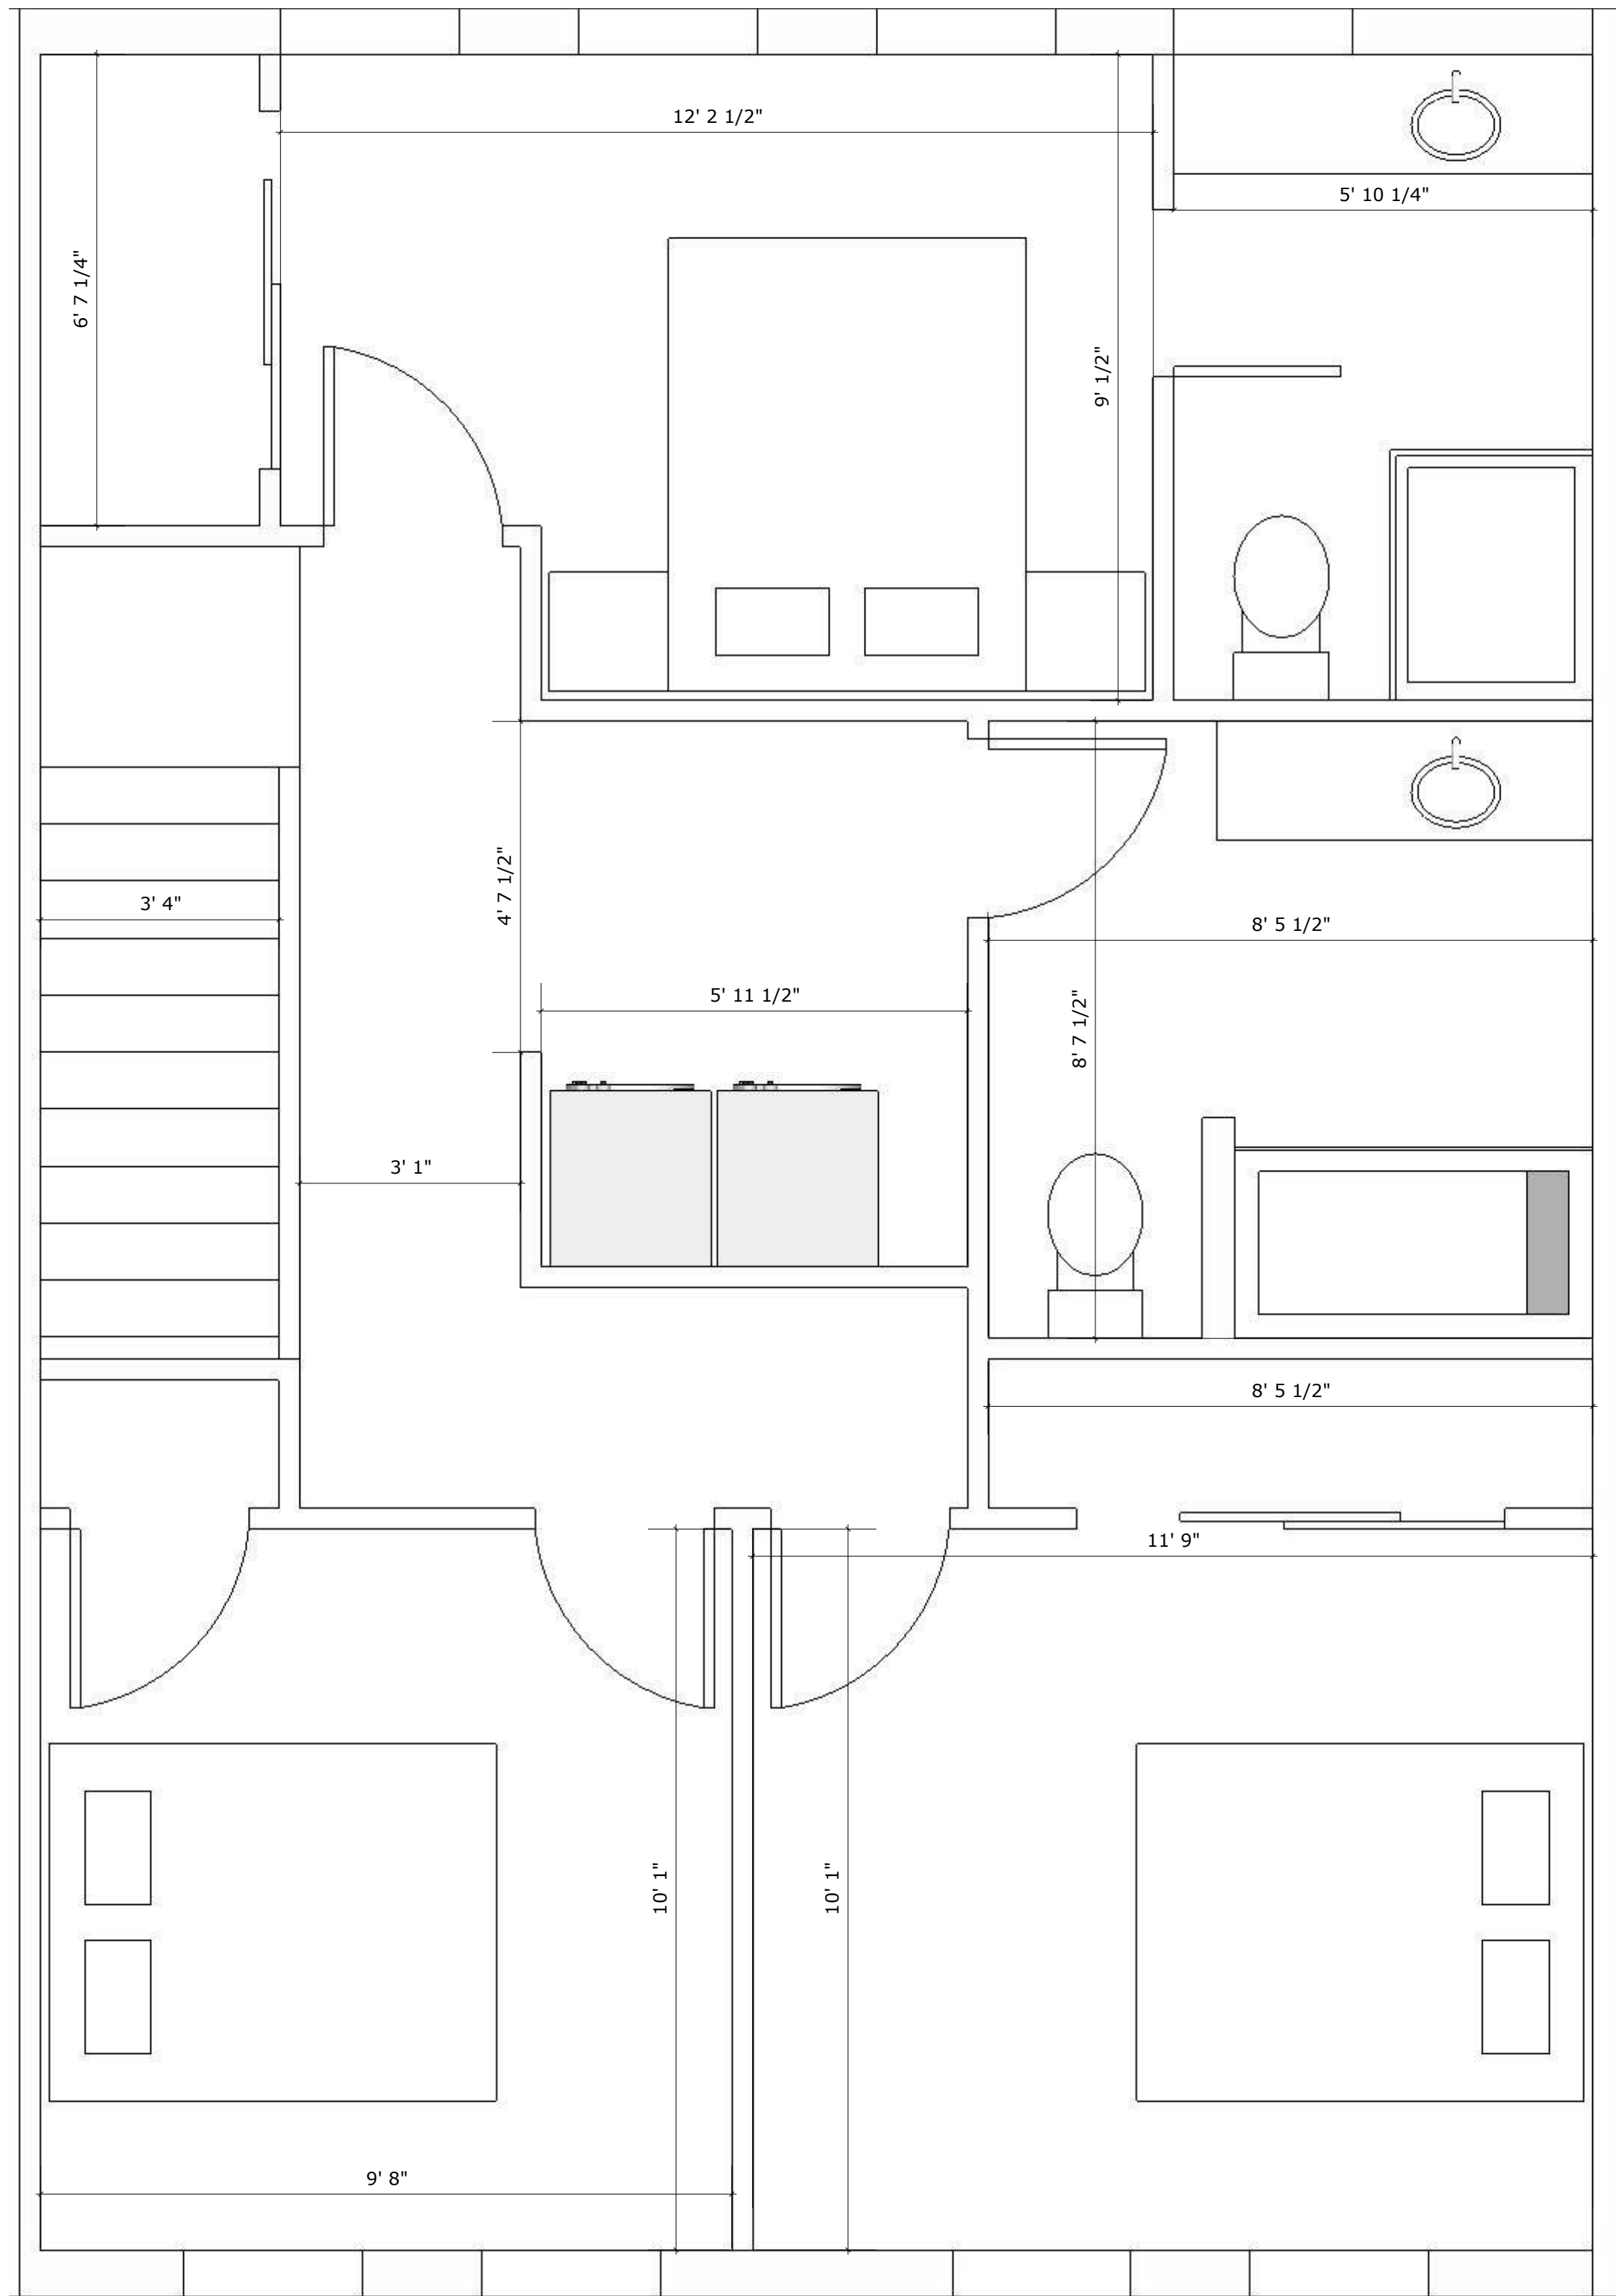 12' 2 1/2"
5' 10 1/4"
6' 7 1/4"
9' 1/2"
4' 7 1/2"
3' 4"
8' 5 1/2"
5' 11 1/2"
8' 7 1/2"
3' 1"
8' 5 1/2"
11' 9"
10' 1"
10' 1"
9' 8"